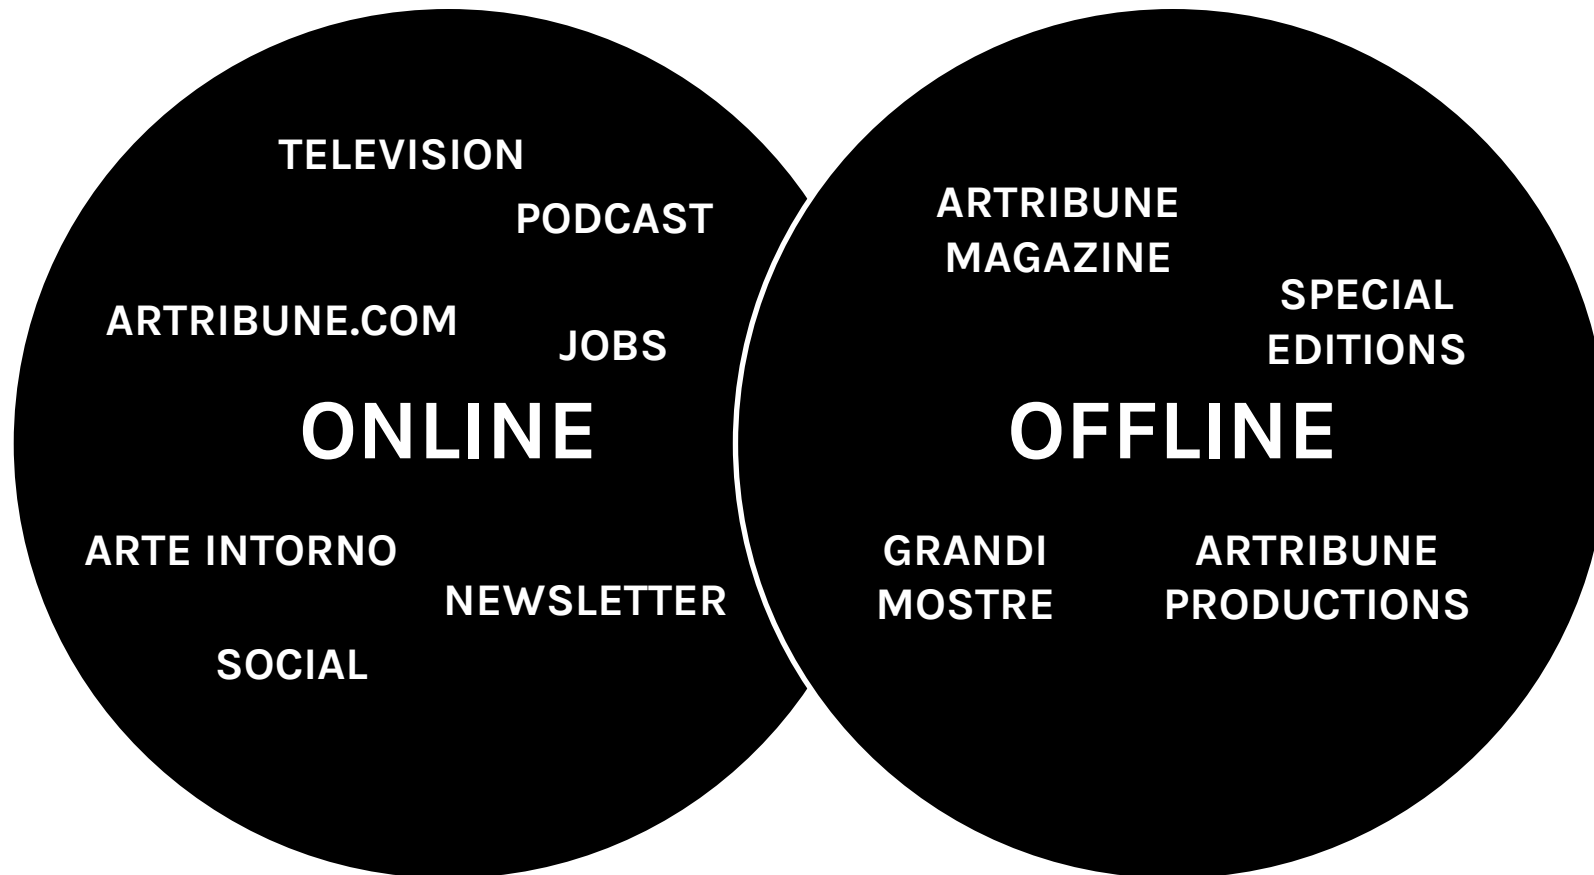 TELEVISION
PODCAST
ARTRIBUNE.COM
JOBS
ONLINE
ARTE INTORNO
NEWSLETTER
SOCIAL
ARTRIBUNE
MAGAZINE
SPECIAL
EDITIONS
OFFLINE
GRANDI
MOSTRE
ARTRIBUNE
PRODUCTIONS